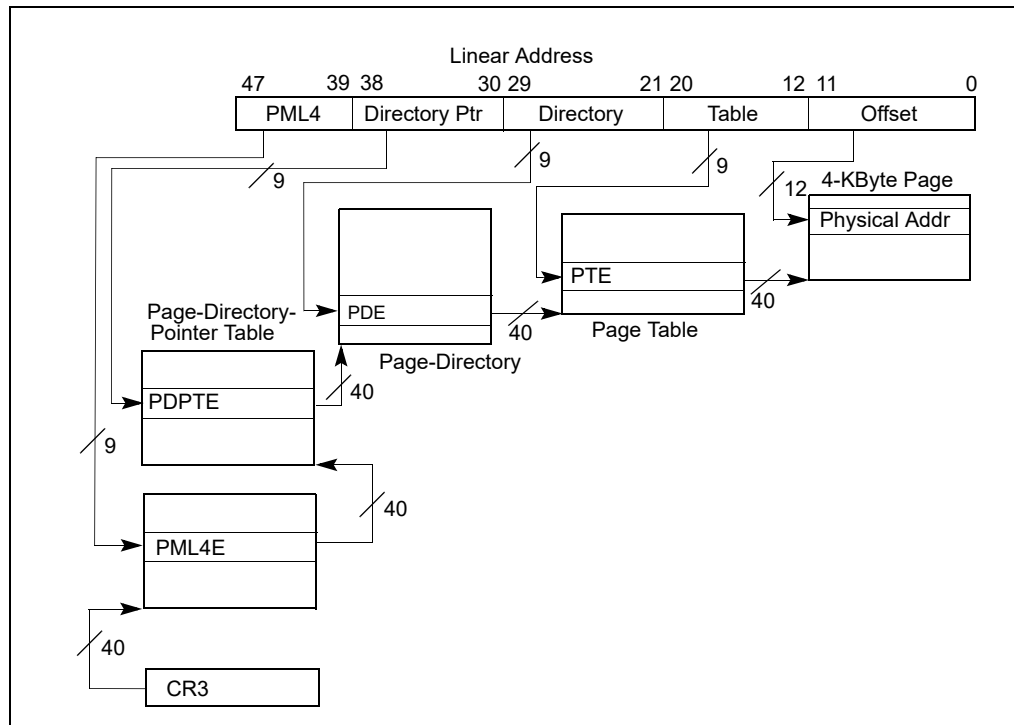 Linear Address
47 39 38 30 29 21 20 12 11 0
PML4 Directory Ptr Directory Table Offset
9 9 9 12 4-KByte Page
Physical Addr
PTE
40
PDE 40
Page Table
Page-Directory-
Pointer Table
Page-Directory
40
PDPTE
9
40
PML4E
40
CR3